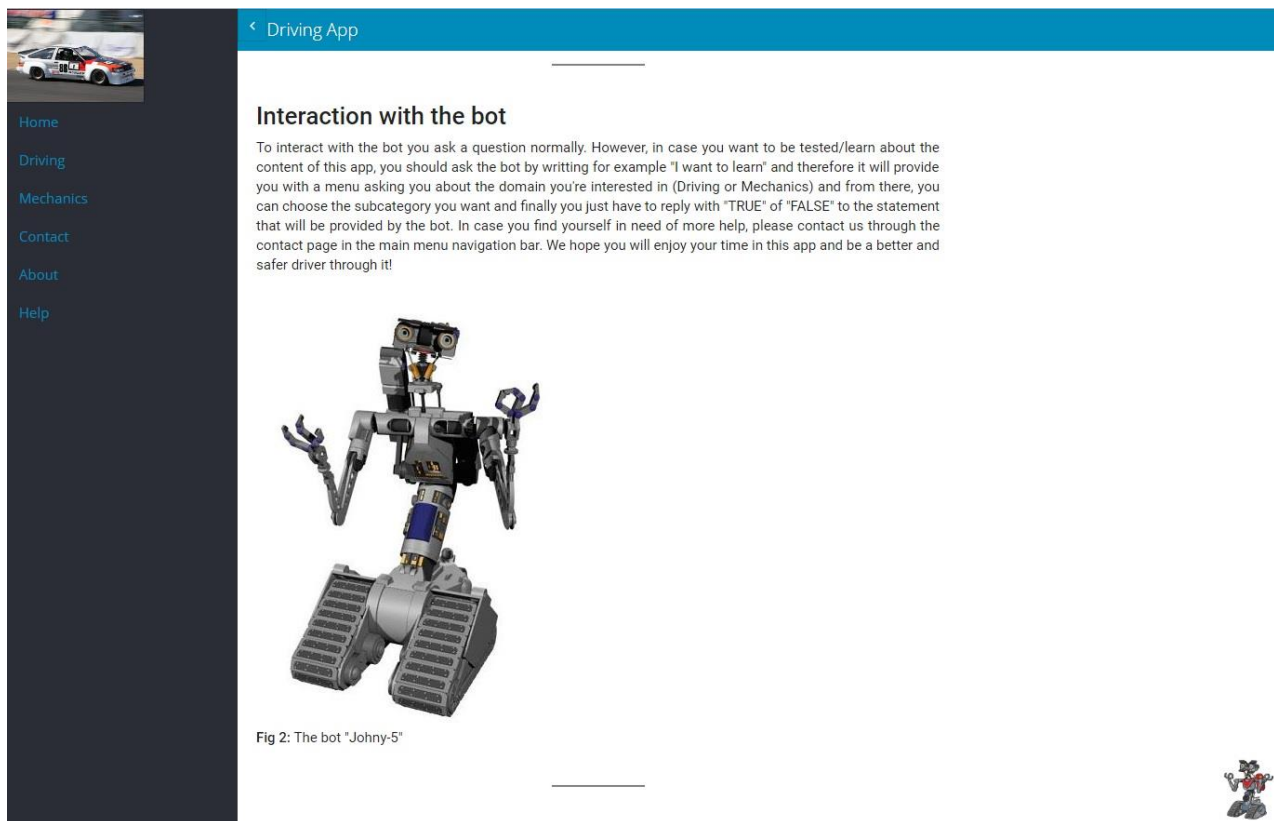 Driving App
Home
Driving
Mechanics
Contact
About
Help
Interaction with the bot
To interact with the bot you ask a question normally. However, in case you want to be tested/learn about the
content of this app, you should ask the bot by writting for example "I want to learn" and therefore it will provide
you with a menu asking you about the domain you're interested in (Driving or Mechanics) and from there, you
can choose the subcategory you want and finally you just have to reply with "TRUE" of "FALSE" to the statement
that will be provided by the bot. In case you find yourself in need of more help, please contact us through the
contact page in the main menu navigation bar. We hope you will enjoy your time in this app and be a better and
safer driver through it!
Fig 2: The bot "Johny-5"